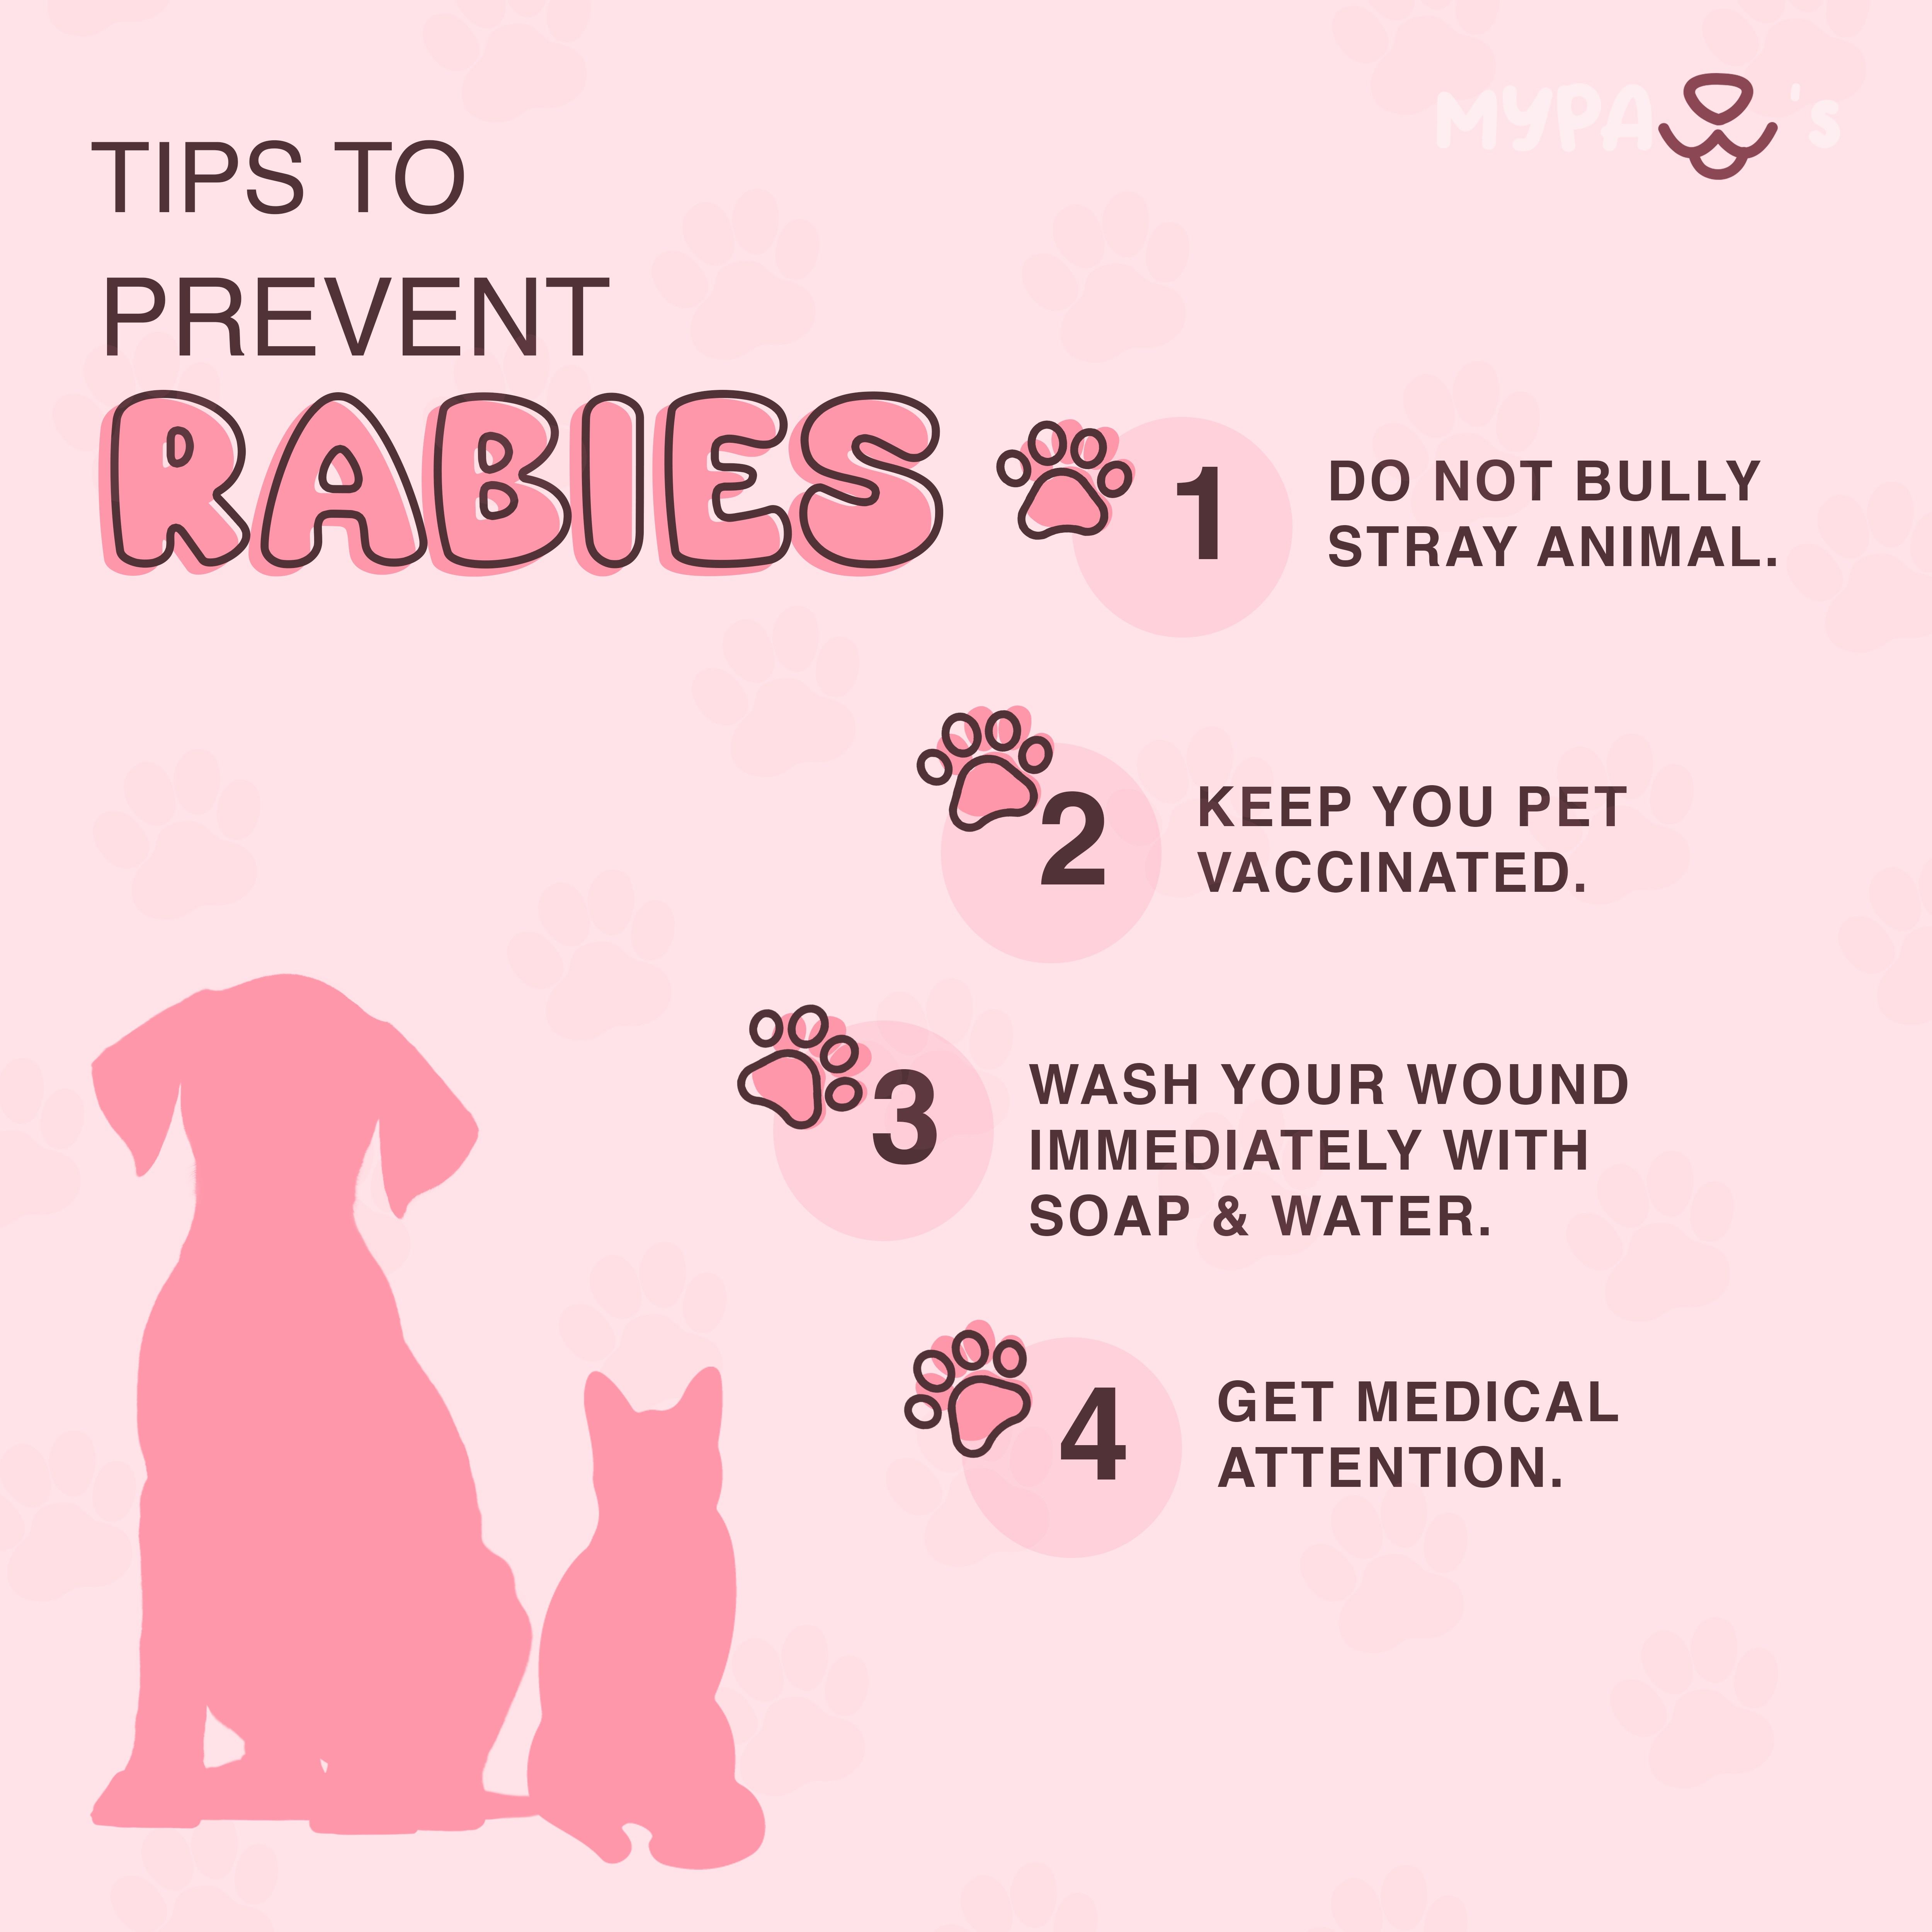 MYPA 's
TIPS TO
PREVENT
RABIES
1
DO NOT BULLY
STRAY ANIMAL.
2
KEEP YOU PET
VACCINATED.
3
WASH YOUR WOUND
IMMEDIATELY WITH
SOAP & WATER.
4
GET MEDICAL
ATTENTION.